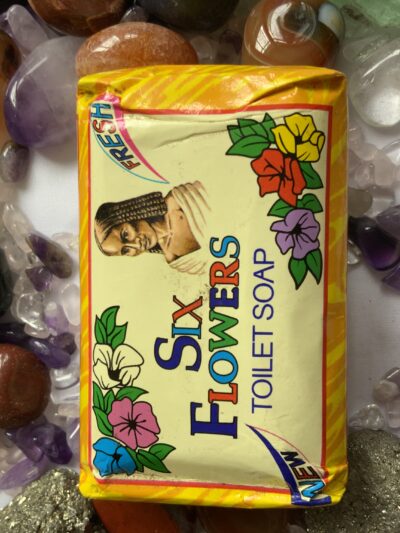 FRESH
SIX
FLOWERS
TOILET SOAP
NEW